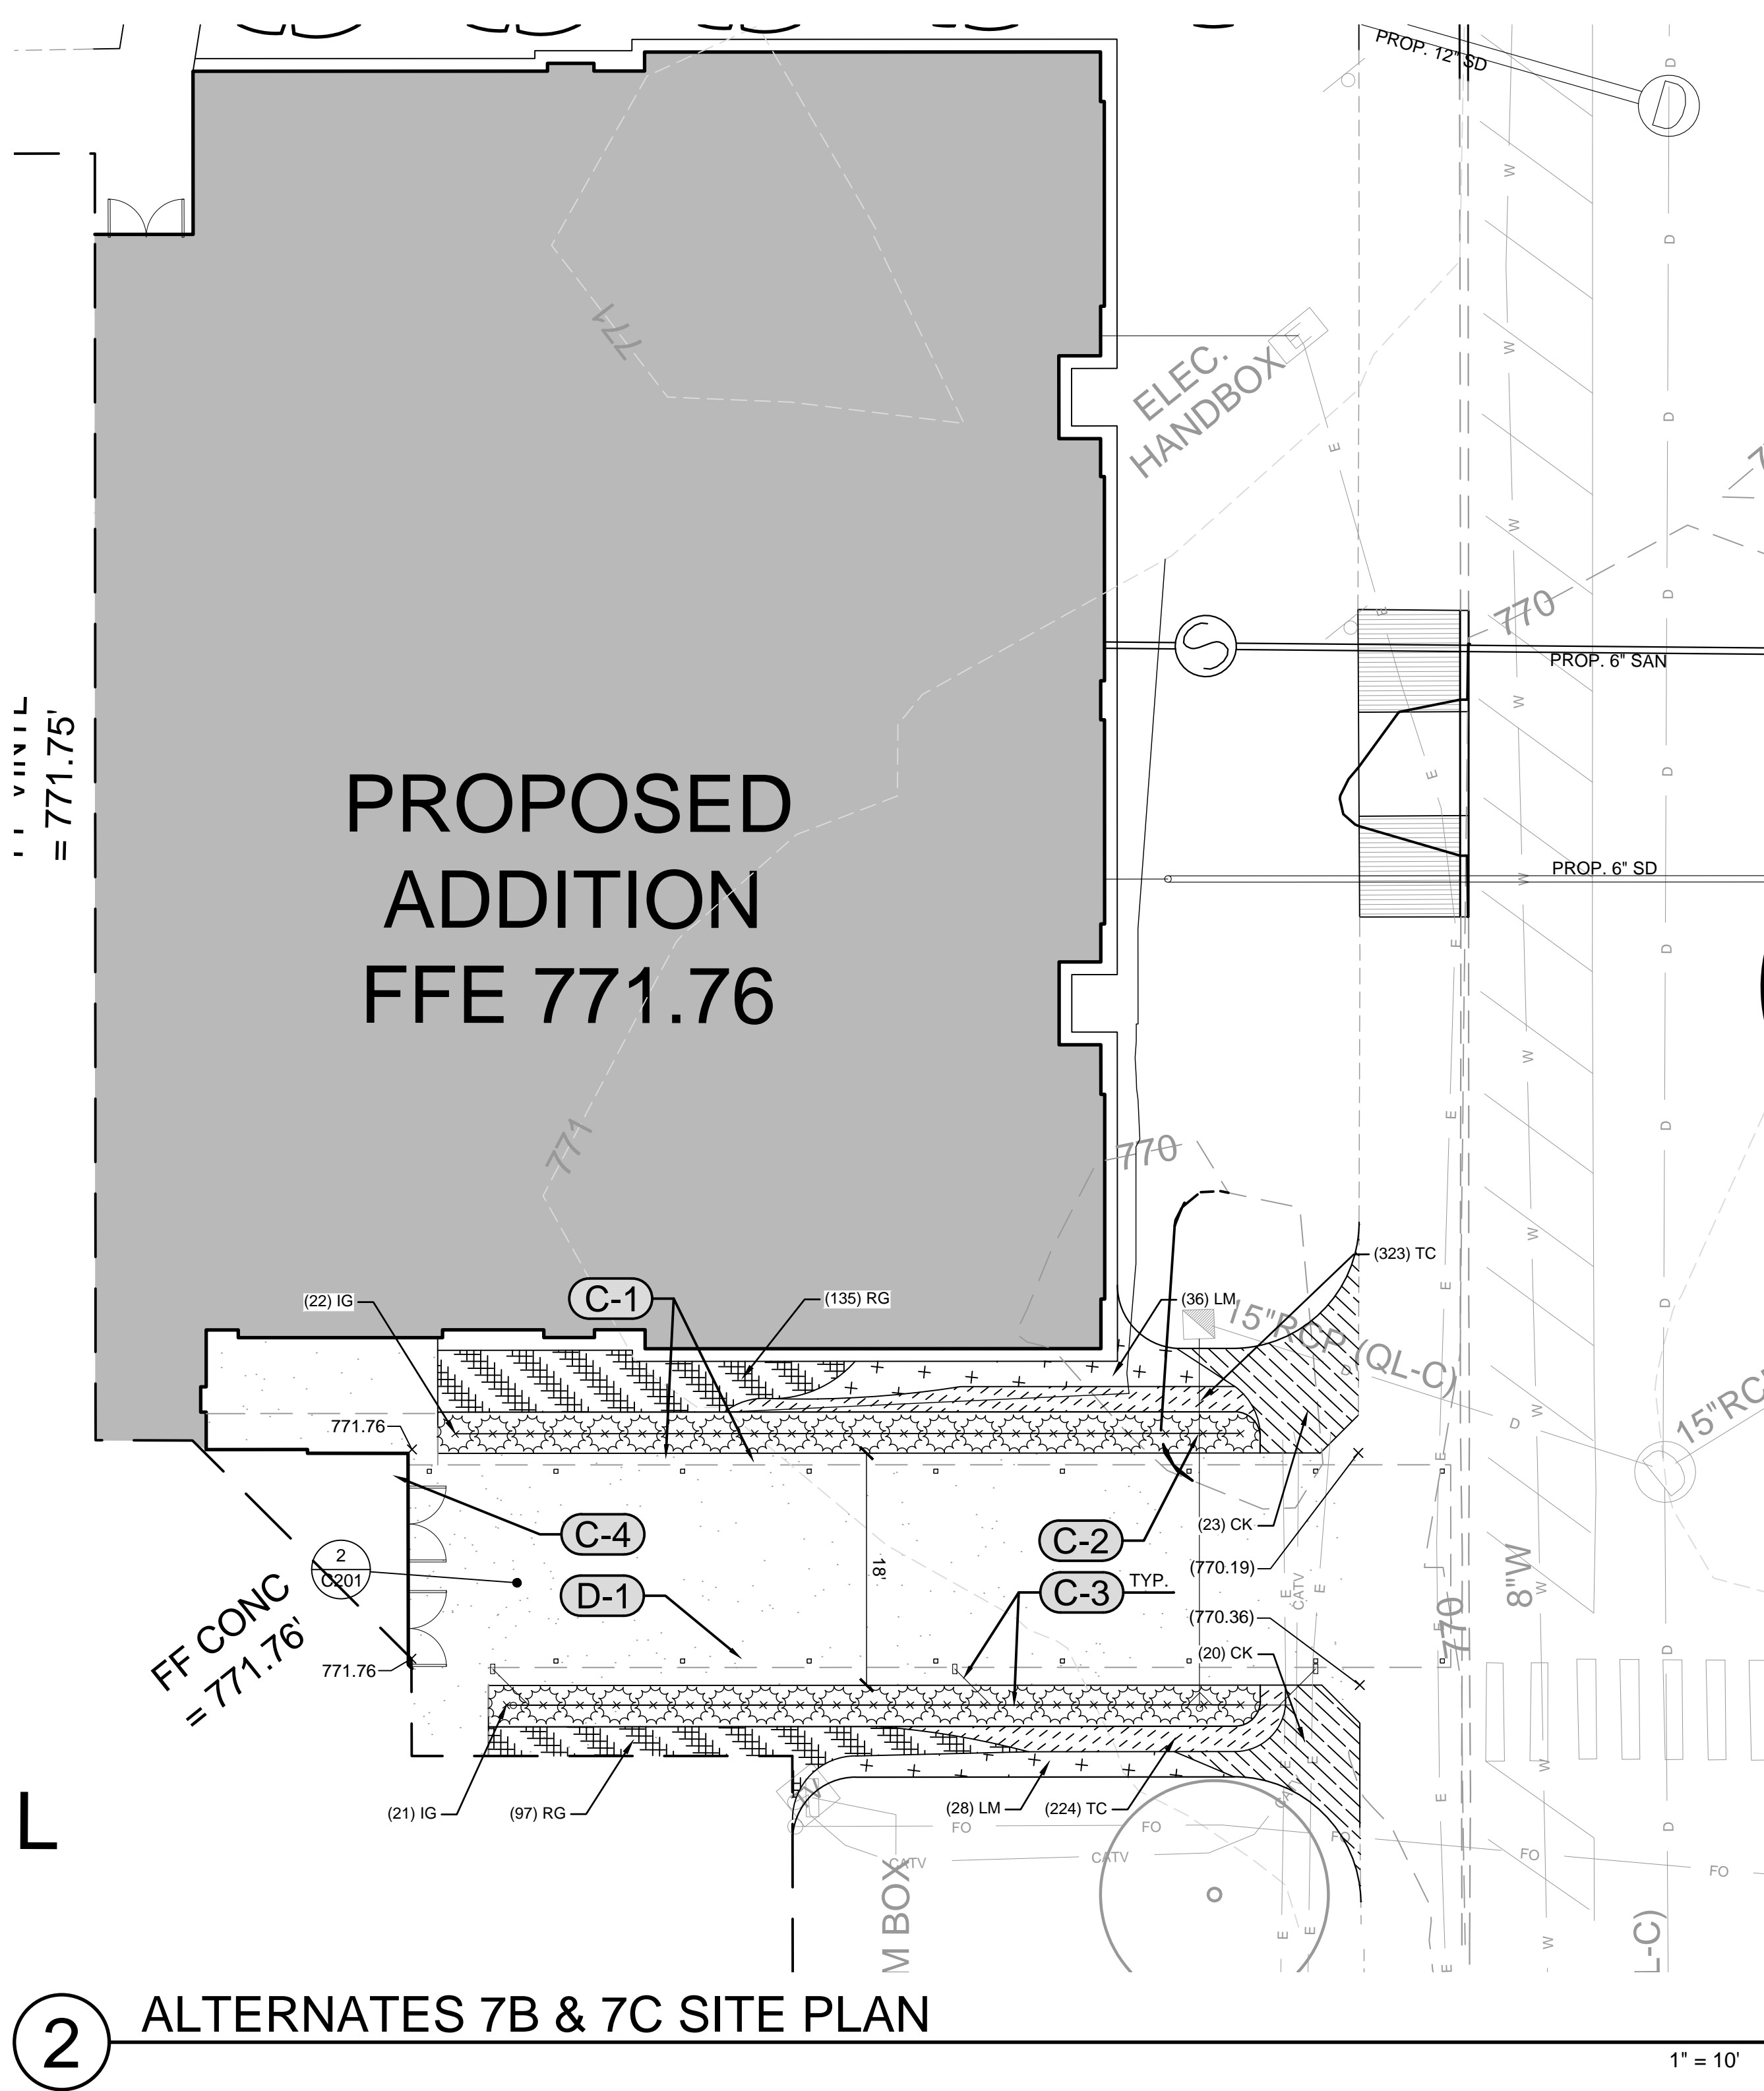 PROP. 12" SD
D
771
ELEC.
HANDBOX
770
PROP. 6" SAN
= 771.75'
PROPOSED
ADDITION
FFE 771.76
PROP. 6" SD
771
770
(323) TC
(22) IG
C-1
(135) RG
(36) LM
15"RCP (QL-C)
771.76
C-4
C-2
(23) CK
2
C201
18'
(770.19)
D-1
C-3
TYP.
8"W
FF CONC
= 771.76'
(770.36)
770
771.76
(20) CK
CATV
(21) IG
(97) RG
(28) LM
(224) TC
CATV
L
FO
FO
FO
FO
FO
CATV
CATV
M BOX
L-C)
2
ALTERNATES 7B & 7C SITE PLAN
1" = 10'